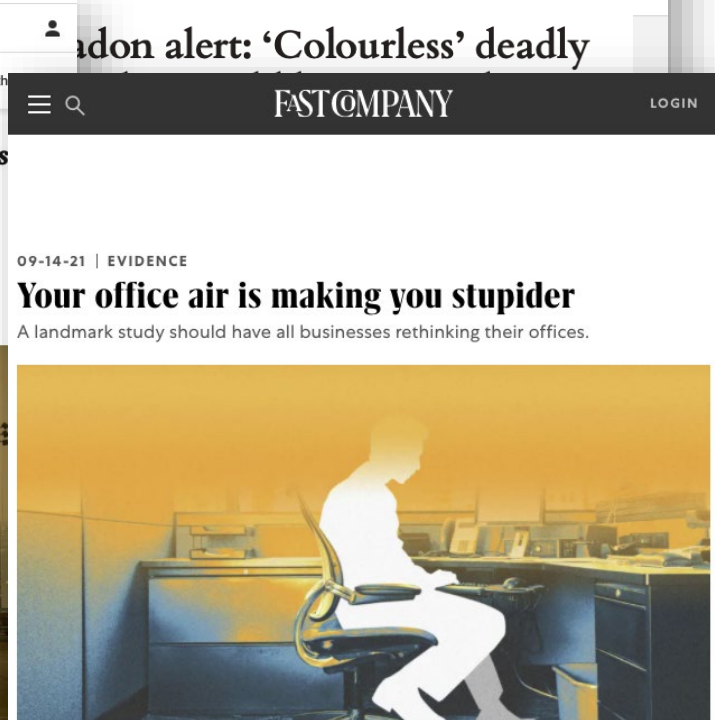 adon alert: ‘Colourless’ deadly
FAST COMPANY
LOGIN
09-14-21 | EVIDENCE
Your office air is making you stupider
A landmark study should have all businesses rethinking their offices.